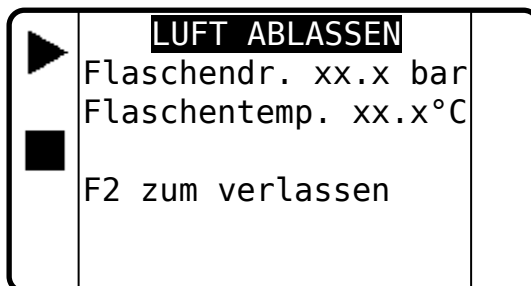 LUFT ABLASSEN
Flaschendr. xx.x bar
Flaschentemp. xx.x°C
F2 zum verlassen